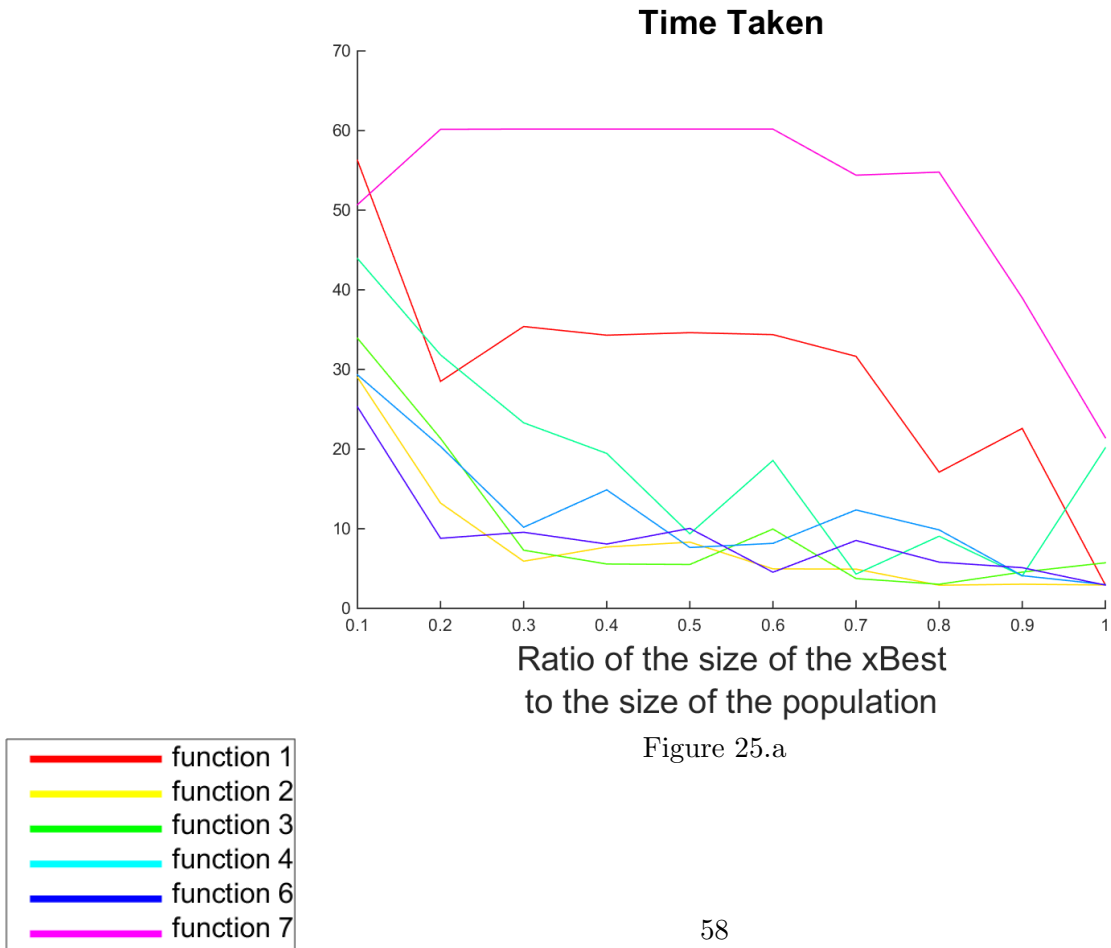 Time Taken
70
60
50
40
30
20
10
0
0.1 0.2 0.3 0.4 0.5 0.6 0.7 0.8 0.9 1
Ratio of the size of the xBest
to the size of the population
Figure 25.a
function 1
function 2
function 3
function 4
function 6
function 7
58